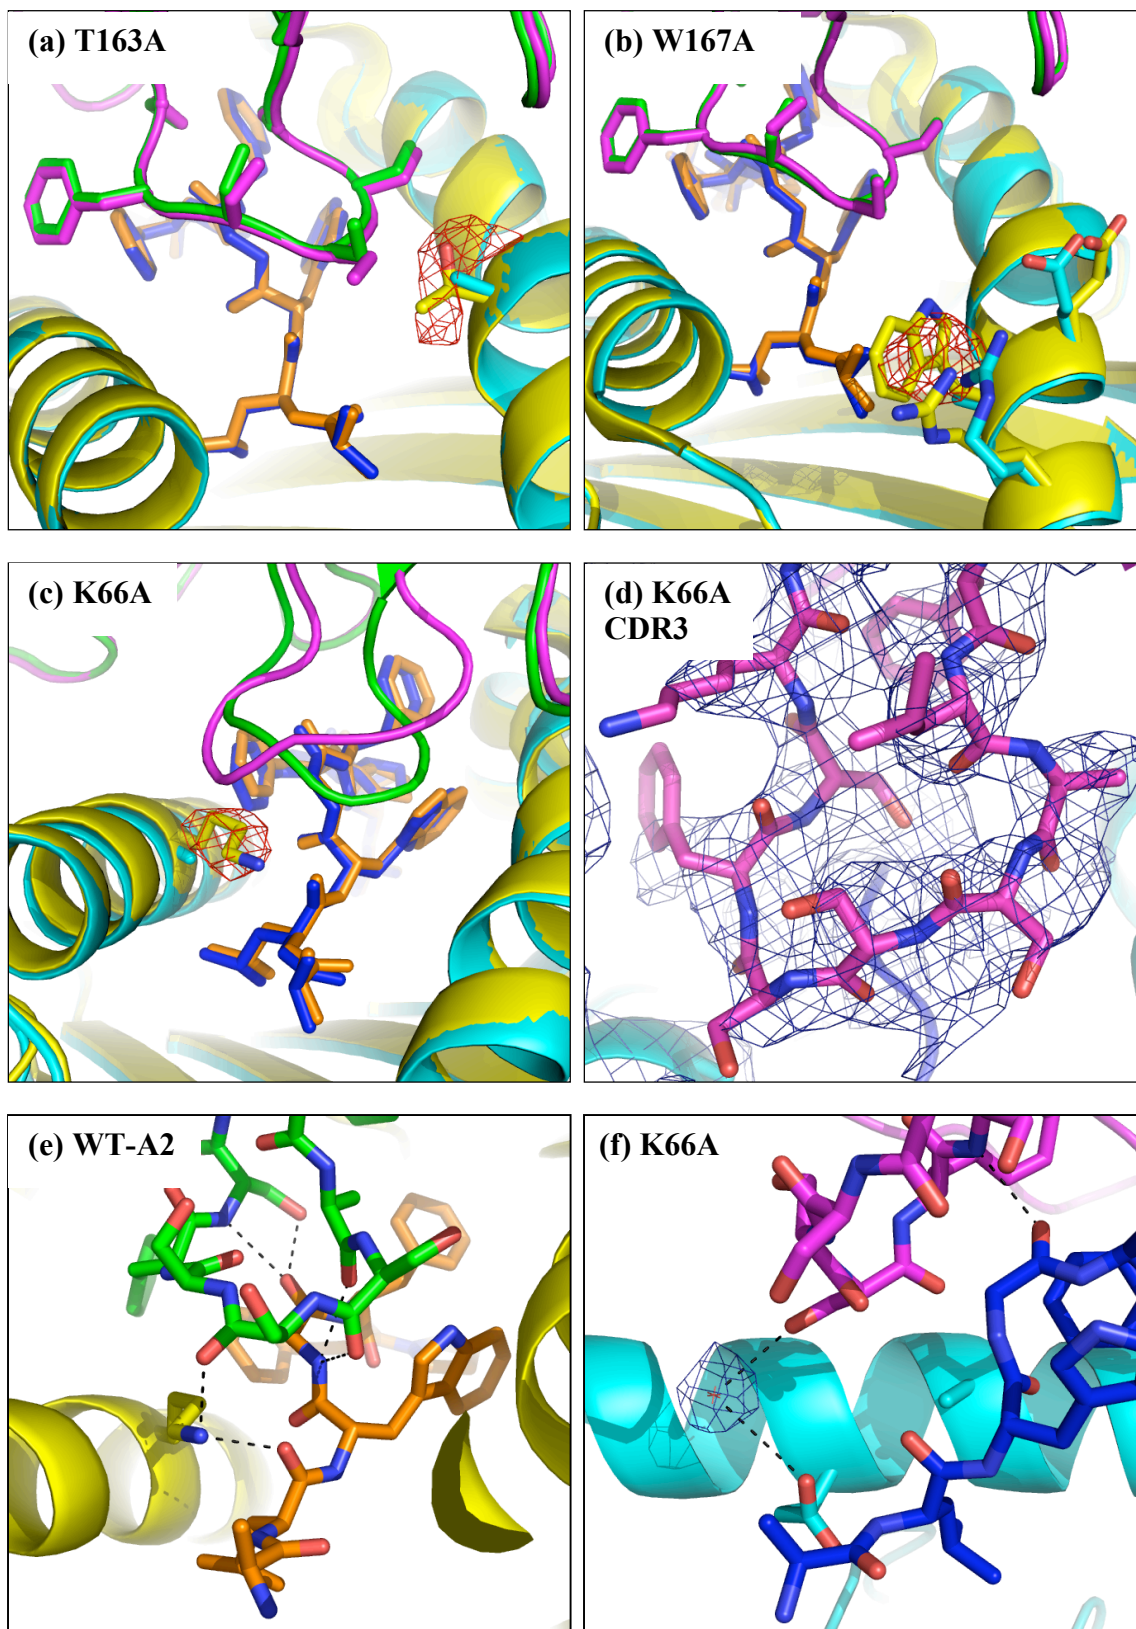 (a) T163A
(b) W167A
(c) K66A
(d) K66A
CDR3
(e) WT-A2
(f) K66A